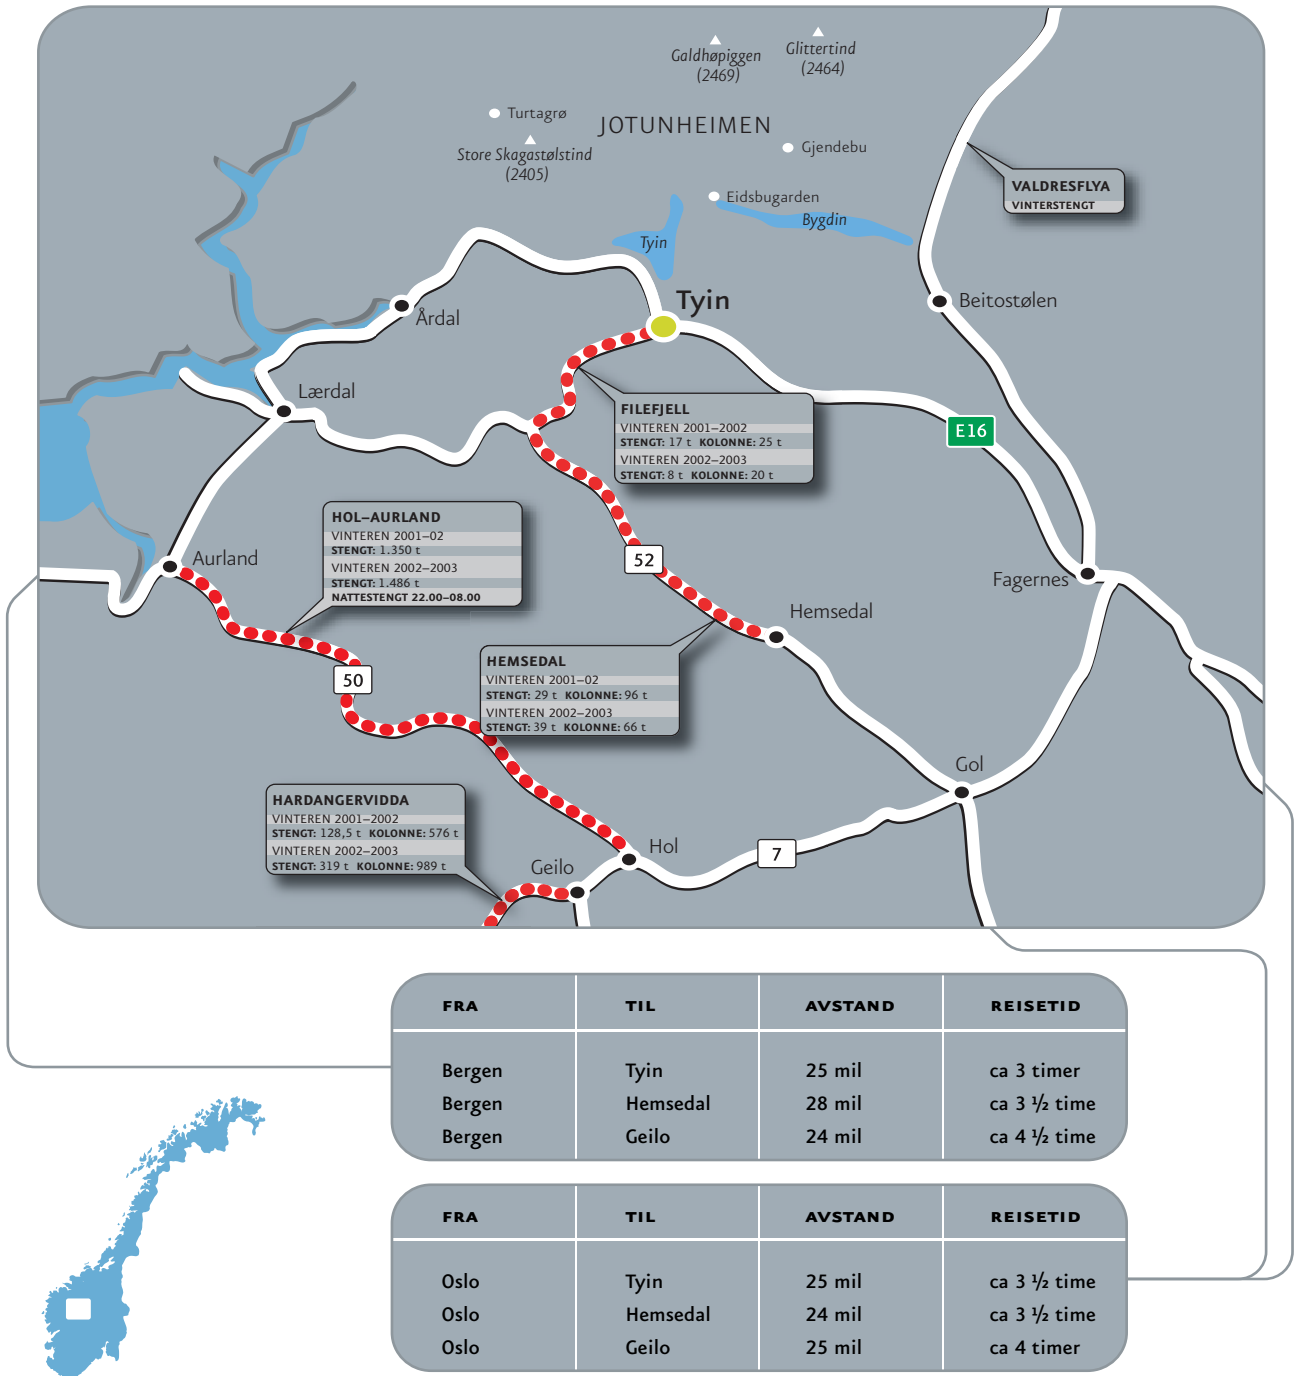 Galdhøpiggen
(2469)
Glittertind
(2464)
Turtagrø
JOTUNHEIMEN
Store Skagastølstind
(2405)
Gjendebu
VALDRESFLYA
VINTERSTENGT
Eidsbugarden
Bygdin
Tyin
Tyin
Beitostølen
Årdal
Lærdal
FILEFJELL
VINTEREN 2001–2002
STENGT: 17 t KOLONNE: 25 t
VINTEREN 2002–2003
STENGT: 8 t KOLONNE: 20 t
E16
HOL–AURLAND
VINTEREN 2001–02
STENGT: 1.350 t
VINTEREN 2002–2003
STENGT: 1.486 t
NATTESTENGT 22.00–08.00
Aurland
52
Fagernes
Hemsedal
HEMSEDAL
VINTEREN 2001–02
STENGT: 29 t KOLONNE: 96 t
VINTEREN 2002–2003
STENGT: 39 t KOLONNE: 66 t
50
Gol
HARDANGERVIDDA
VINTEREN 2001–2002
STENGT: 128,5 t KOLONNE: 576 t
VINTEREN 2002–2003
STENGT: 319 t KOLONNE: 989 t
Hol
7
Geilo
FRA TIL AVSTAND REISETID
Bergen Tyin 25 mil ca 3 timer
Bergen Hemsedal 28 mil ca 3 ½ time
Bergen Geilo 24 mil ca 4 ½ time
FRA TIL AVSTAND REISETID
Oslo Tyin 25 mil ca 3 ½ time
Oslo Hemsedal 24 mil ca 3 ½ time
Oslo Geilo 25 mil ca 4 timer